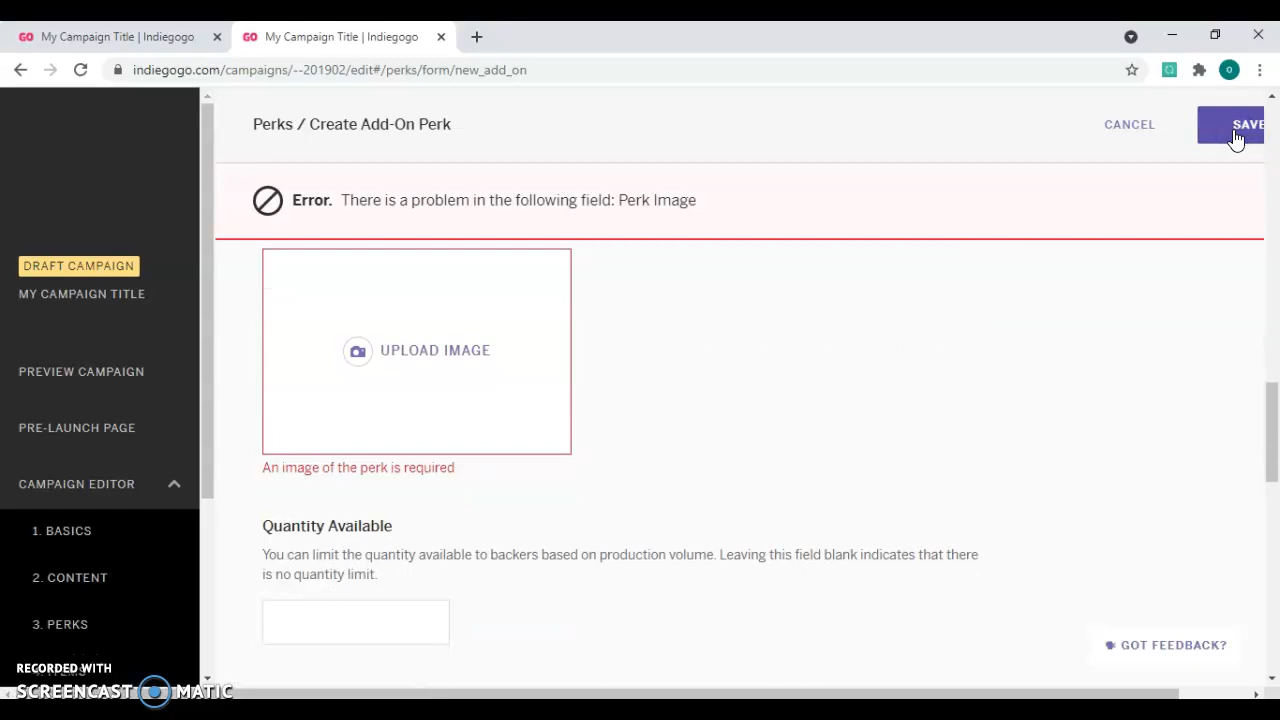 GO My Campaign Title | Indiegogo
GO My Campaign Title | Indiegogo
indiegogo.com/campaigns/--201902/edit#/perks/form/new_add_on
O
Perks / Create Add-On Perk
CANCEL
SAVE
Error. There is a problem in the following field: Perk Image
DRAFT CAMPAIGN
MY CAMPAIGN TITLE
PREVIEW CAMPAIGN
PRE-LAUNCH PAGE
CAMPAIGN EDITOR
1. BASICS
2. CONTENT
3. PERKS
UPLOAD IMAGE
An image of the perk is required
Quantity Available
You can limit the quantity available to backers based on production volume. Leaving this field blank indicates that there
is no quantity limit.
GOT FEEDBACK?
RECORDED WITH
SCREENCAST MATIC